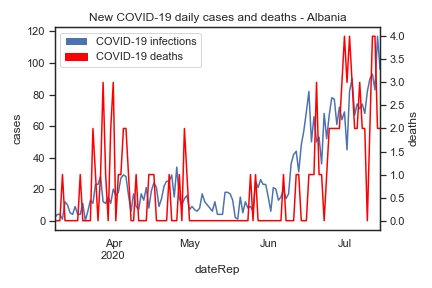 New COVID-19 daily cases and deaths - Albania
COVID-19 infections
COVID-19 deaths
120
100
80
60
40
20
0
cases
4.0
3.5
3.0
2.5
2.0
1.5
1.0
0.5
0.0
deaths
Apr
2020
May
Jun
Jul
dateRep